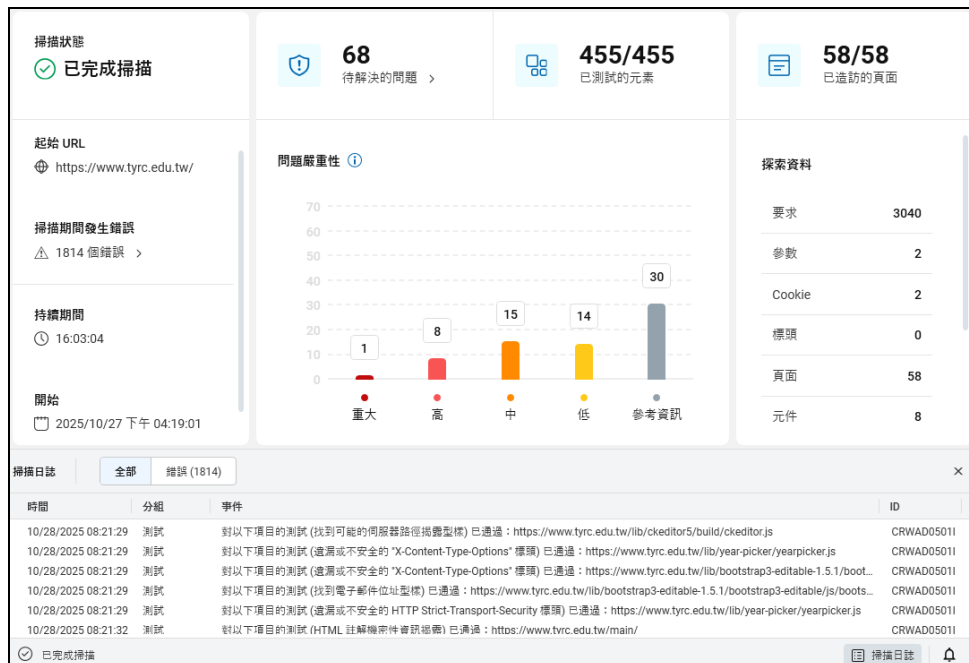 掃描狀態
已完成掃描
68
待解決的問題
455/455
已測試的元素
58/58
已造訪的頁面
起始 URL
https://www.tyrc.edu.tw/
掃描期間發生錯誤
1814 個錯誤
持續期間
16:03:04
開始
2025/10/27 下午 04:19:01
問題嚴重性
70
60
50
40
30
20
10
0
1
8
15
14
30
重大
高
中
低
參考資訊
探索資料
要求 3040
參數 2
Cookie 2
標頭 0
頁面 58
元件 8
掃描日誌 全部 錯誤 (1814)
時間 分組 事件 ID
10/28/2025 08:21:29 測試 對以下項目的測試 (找到可能的伺服器路徑揭露型樣) 已通過：https://www.tyrc.edu.tw/lib/ckeditor5/build/ckeditor.js CRWAD0501I
10/28/2025 08:21:29 測試 對以下項目的測試 (遺漏或不安全的 "X-Content-Type-Options" 標頭) 已通過：https://www.tyrc.edu.tw/lib/year-picker/yearpicker.js CRWAD0501I
10/28/2025 08:21:29 測試 對以下項目的測試 (遺漏或不安全的 "X-Content-Type-Options" 標頭) 已通過：https://www.tyrc.edu.tw/lib/bootstrap3-editable-1.5.1/boot... CRWAD0501I
10/28/2025 08:21:29 測試 對以下項目的測試 (找到電子郵件位址型樣) 已通過：https://www.tyrc.edu.tw/lib/bootstrap3-editable-1.5.1/bootstrap3-editable/js/boots... CRWAD0501I
10/28/2025 08:21:29 測試 對以下項目的測試 (遺漏或不安全的 HTTP Strict-Transport-Security 標頭) 已通過：https://www.tyrc.edu.tw/lib/year-picker/yearpicker.js CRWAD0501I
10/28/2025 08:21:32 測試 對以下項目的測試 (HTML 註解機密性資訊揭露) 已通過：https://www.tyrc.edu.tw/main/ CRWAD0501I
已完成掃描
掃描日誌